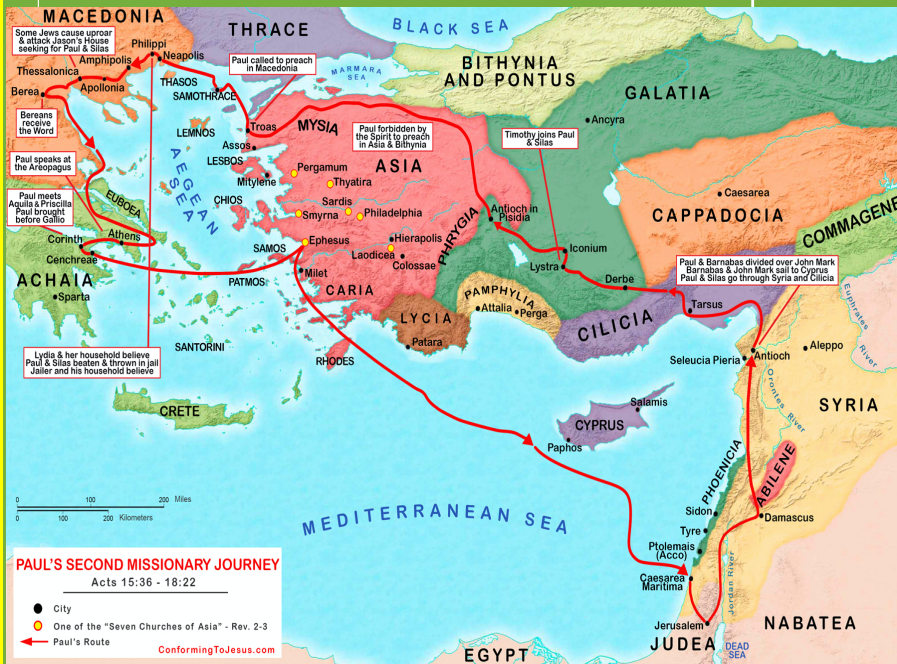 MACEDONIA
THRACE
BLACK SEA
Some Jews cause uproar
& attack Jason's House
seeking for Paul & Silas
Philippi
Neapolis
Amphipolis
Thessalonica
Apollonia
Berea
Paul called to preach
in Macedonia
MARMARA
SEA
BITHYNIA
AND PONTUS
GALATIA
THASOS
SAMOTHRACE
Bereans
receive
the Word
LEMNOS
Troas
MYSIA
Assos
Paul forbidden by
the Spirit to preach
in Asia & Bithynia
Timothy joins Paul
& Silas
Ancyra
Paul speaks at
the Areopagus
AEGEAN
SEA
LESBOS
Mitylene
Pergamum
Thyatira
ASIA
Caesarea
CAPPADOCIA
COMMAGENE
Paul meets
Aquila & Priscilla
Paul brought
before Gallio
EUBOEA
CHIOS
Sardis
Smyrna
Philadelphia
PHRYGIA
Antioch in
Pisidia
Corinth
Athens
Cenchreae
SAMOS
Ephesus
Hierapolis
Laodicea
Colossae
Iconium
Lystra
Derbe
Paul & Barnabas divided over John Mark
Barnabas & John Mark sail to Cyprus
Paul & Silas go through Syria and Cilicia
ACHAIA
Sparta
PATMOS
Milet
CARIA
LYCIA
Patara
PAMPHYLIA
Attalia
Perga
CILICIA
Tarsus
Euphrates
River
Lydia & her household believe
Paul & Silas beaten & thrown in jail
Jailer and his household believe
SANTORINI
RHODES
Seleucia Pieria
Antioch
Aleppo
Orontes River
SYRIA
CRETE
CYPRUS
Salamis
Paphos
PHOENICIA
ABILENE
0 100 200 Miles
0 100 200 Kilometers
MEDITERRANEAN SEA
Sidon
Damascus
Tyre
Ptolemais
(Acco)
Caesarea
Maritima
Jordan River
Jerusalem
JUDEA
DEAD
SEA
NABATEA
EGYPT
PAUL'S SECOND MISSIONARY JOURNEY
Acts 15:36 - 18:22
City
One of the "Seven Churches of Asia" - Rev. 2-3
Paul's Route
ConformingToJesus.com